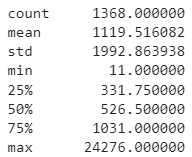 count 1368.000000
mean 1119.516082
std 1992.863938
min 11.000000
25% 331.750000
50% 526.500000
75% 1031.000000
max 24276.000000